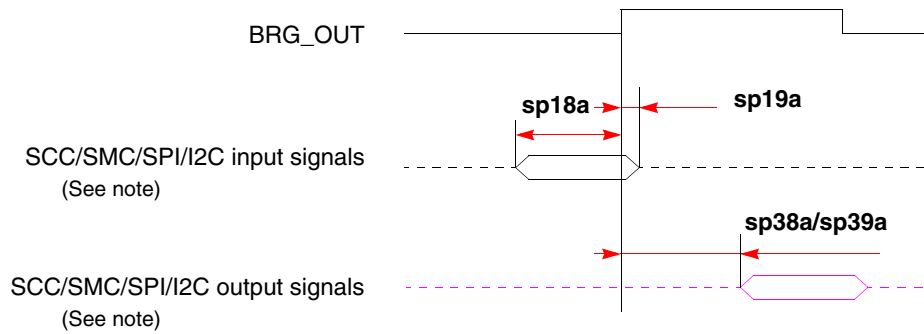 BRG_OUT
sp18a
sp19a
SCC/SMC/SPI/I2C input signals
(See note)
sp38a/sp39a
SCC/SMC/SPI/I2C output signals
(See note)